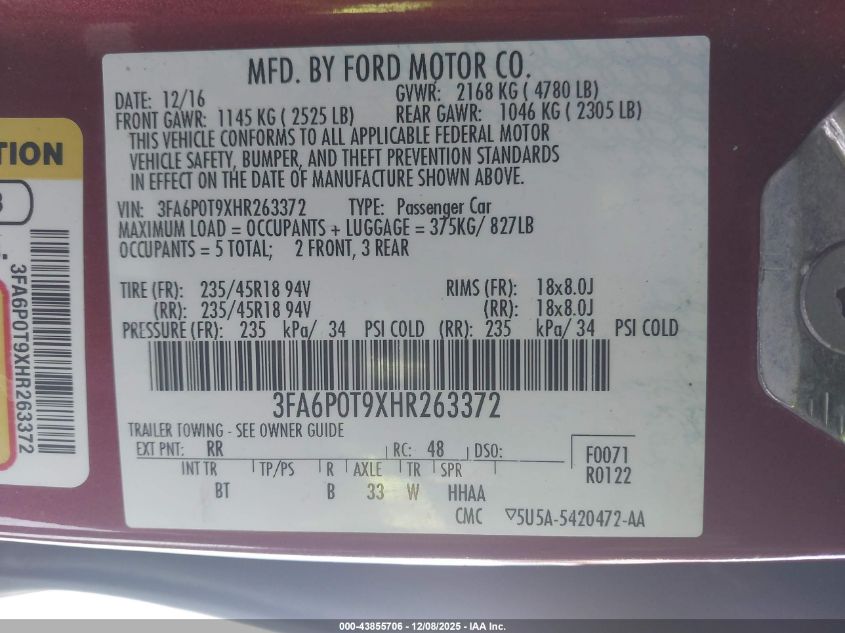 MFD. BY FORD MOTOR CO.
DATE: 12/16 GVWR: 2168 KG ( 4780 LB)
FRONT GAWR: 1145 KG ( 2525 LB) REAR GAWR: 1046 KG ( 2305 LB)
THIS VEHICLE CONFORMS TO ALL APPLICABLE FEDERAL MOTOR
VEHICLE SAFETY, BUMPER, AND THEFT PREVENTION STANDARDS
IN EFFECT ON THE DATE OF MANUFACTURE SHOWN ABOVE.
VIN: 3FA6P0T9XHR263372 TYPE: Passenger Car
MAXIMUM LOAD = OCCUPANTS + LUGGAGE = 375KG/ 827LB
OCCUPANTS = 5 TOTAL; 2 FRONT, 3 REAR
TIRE (FR): 235/45R18 94V RIMS (FR): 18x8.0J
(RR): 235/45R18 94V (RR): 18x8.0J
PRESSURE (FR): 235 kPa/ 34 PSI COLD (RR): 235 kPa/ 34 PSI COLD
3FA6P0T9XHR263372
TRAILER TOWING - SEE OWNER GUIDE
EXT PNT: RR RC: 48 DSO: F0071
R0122
INT TR TP/PS R AXLE TR SPR
BT B 33 W HHAA
CMC 5U5A-5420472-AA
TION
3FA6P0T9XHR263372
000-43855706 - 12/08/2025 - IAA Inc.